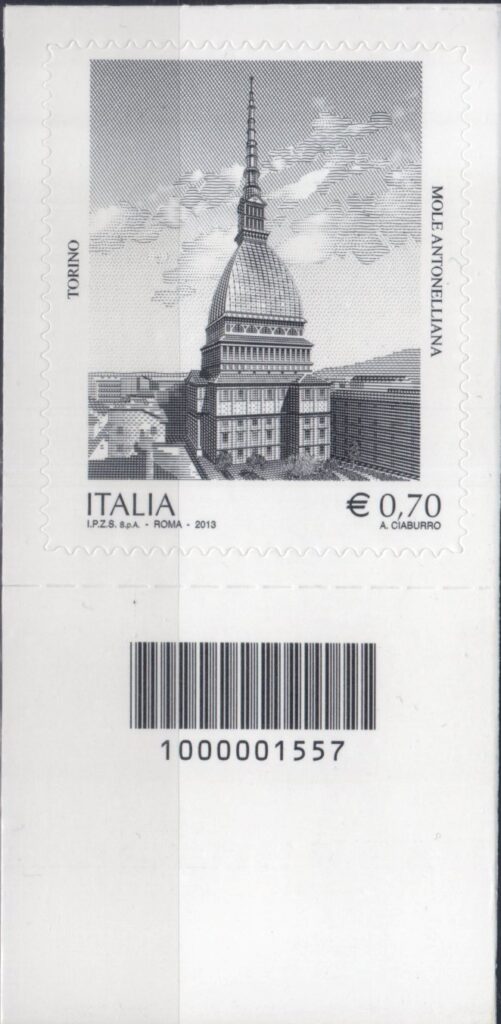 TORINO
MOLE ANTONELLIANA
ITALIA
€ 0,70
I.P.Z.S. S.p.A. - ROMA - 2013
A. CIABURRO
1000001557